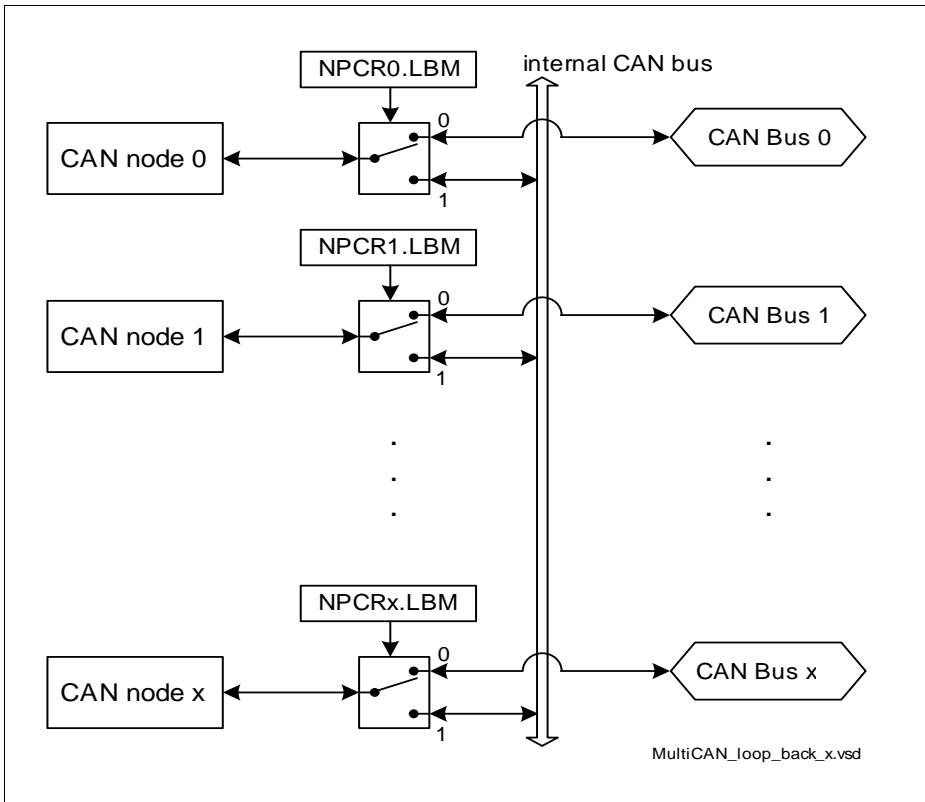 NPCR0.LBM
internal CAN bus
CAN node 0
0
1
CAN Bus 0
NPCR1.LBM
CAN node 1
0
1
CAN Bus 1
.
.
.
.
.
.
NPCRx.LBM
CAN node x
0
1
CAN Bus x
MultiCAN_loop_back_x.vsd